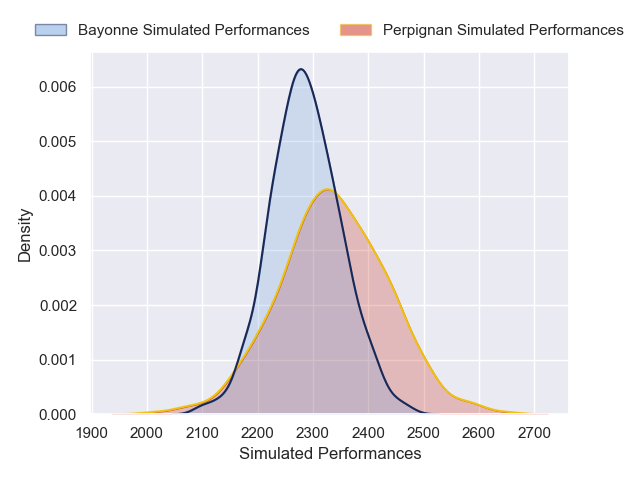 Bayonne Simulated Performances Perpignan Simulated Performances
0.006
0.005
0.004
0.003
0.002
0.001
0.000
Density
1900 2000 2100 2200 2300 2400 2500 2600 2700
Simulated Performances